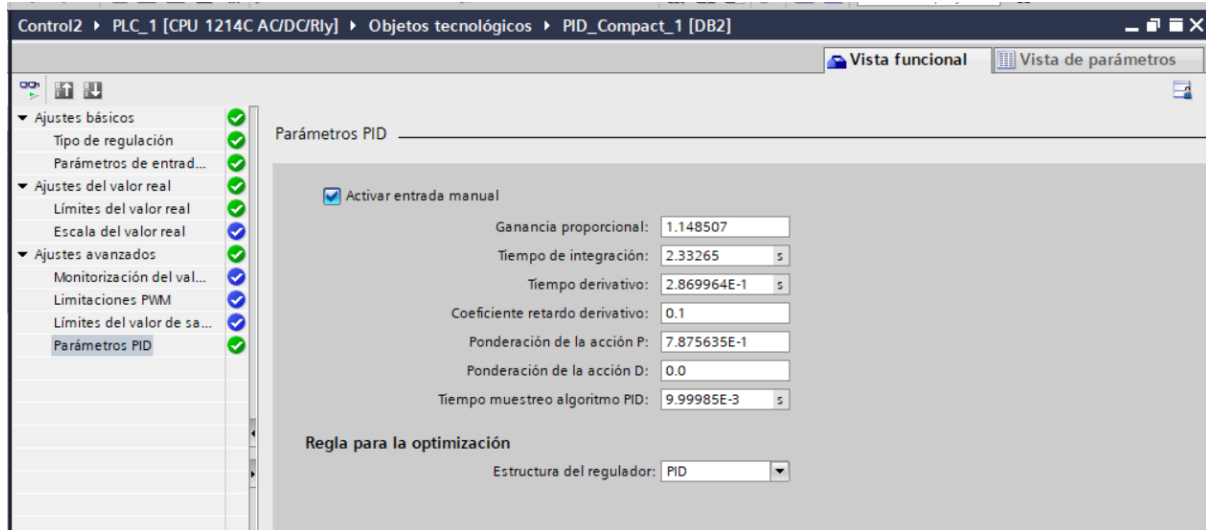 Control2 ▸ PLC_1 [CPU 1214C AC/DC/Rly] ▸ Objetos tecnológicos ▸ PID_Compact_1 [DB2]
Vista funcional
Vista de parámetros
Ajustes básicos
Tipo de regulación
Parámetros de entrad...
Ajustes del valor real
Límites del valor real
Escala del valor real
Ajustes avanzados
Monitorización del val...
Limitaciones PWM
Límites del valor de sa...
Parámetros PID
Parámetros PID
Activar entrada manual
Ganancia proporcional: 1.148507
Tiempo de integración: 2.33265 s
Tiempo derivativo: 2.869964E-1 s
Coeficiente retardo derivativo: 0.1
Ponderación de la acción P: 7.875635E-1
Ponderación de la acción D: 0.0
Tiempo muestreo algoritmo PID: 9.99985E-3 s
Regla para la optimización
Estructura del regulador: PID